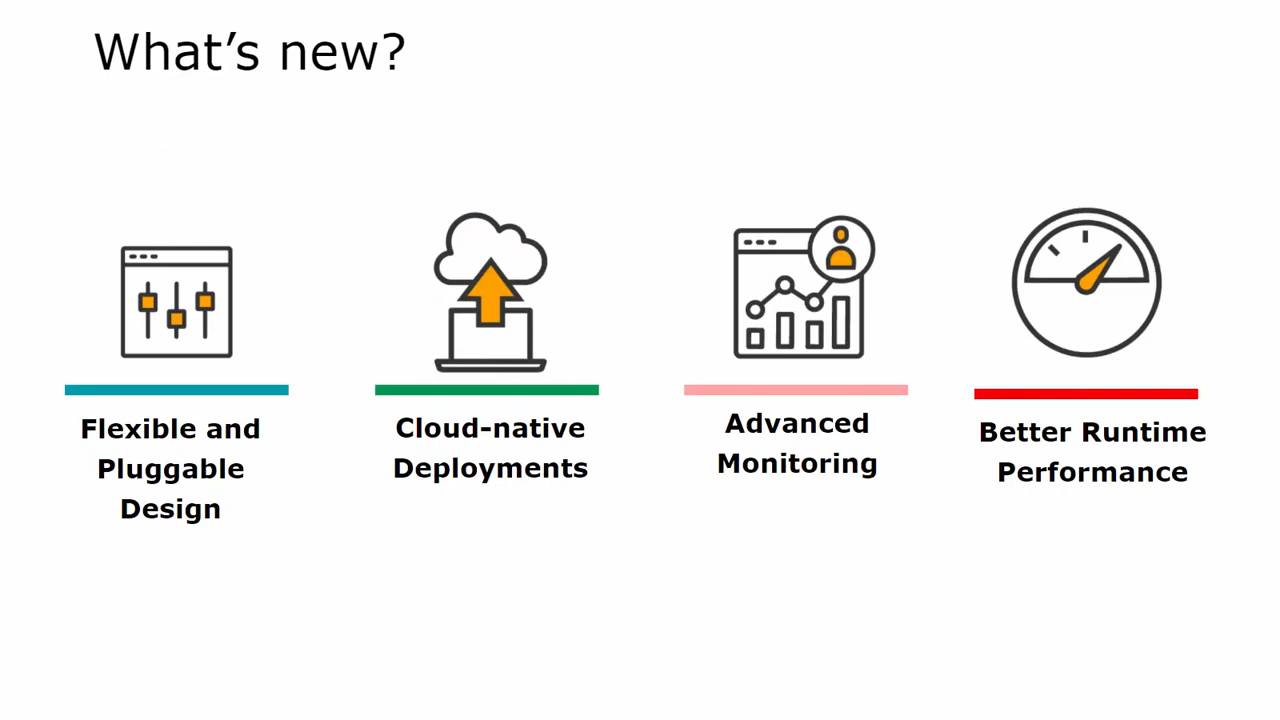 What’s new?
Flexible and
Pluggable
Design
Cloud-native
Deployments
Advanced
Monitoring
Better Runtime
Performance